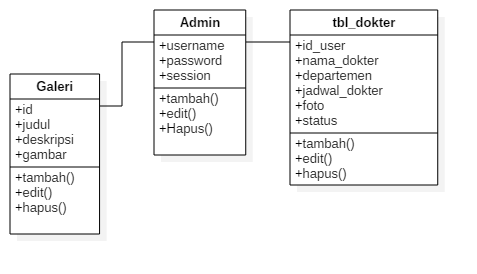 Galeri
+id
+judul
+deskripsi
+gambar
+tambah()
+edit()
+hapus()
Admin
+username
+password
+session
+tambah()
+edit()
+Hapus()
tbl_dokter
+id_user
+nama_dokter
+departemen
+jadwal_dokter
+foto
+status
+tambah()
+edit()
+hapus()